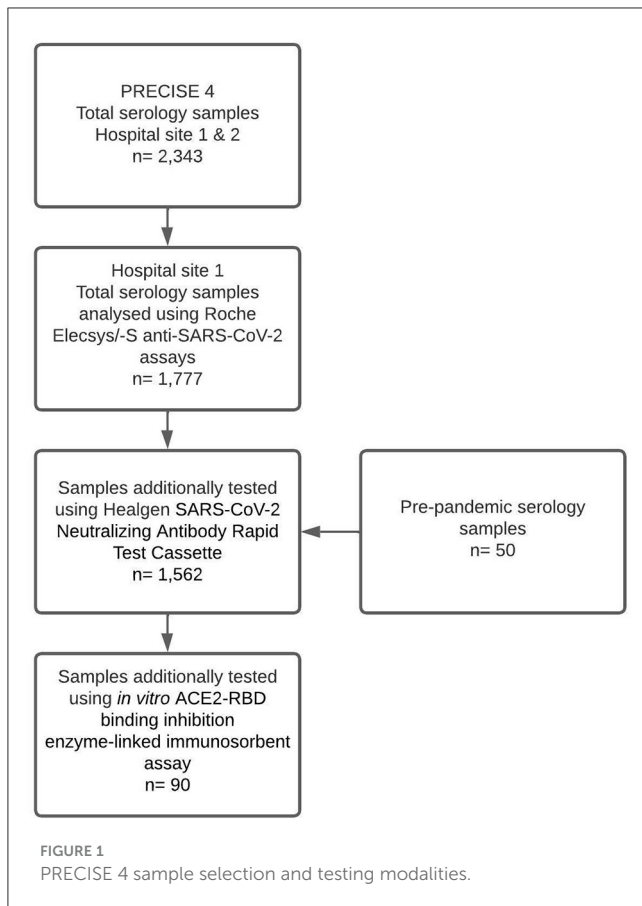 PRECISE 4
Total serology samples
Hospital site 1 & 2
n= 2,343
Hospital site 1
Total serology samples
analysed using Roche
Elecsys/-S anti-SARS-CoV-2
assays
n= 1,777
Samples additionally tested
using Healgen SARS-CoV-2
Neutralizing Antibody Rapid
Test Cassette
n= 1,562
Pre-pandemic serology
samples
n= 50
Samples additionally tested
using in vitro ACE2-RBD
binding inhibition
enzyme-linked immunosorbent
assay
n= 90
FIGURE 1
PRECISE 4 sample selection and testing modalities.